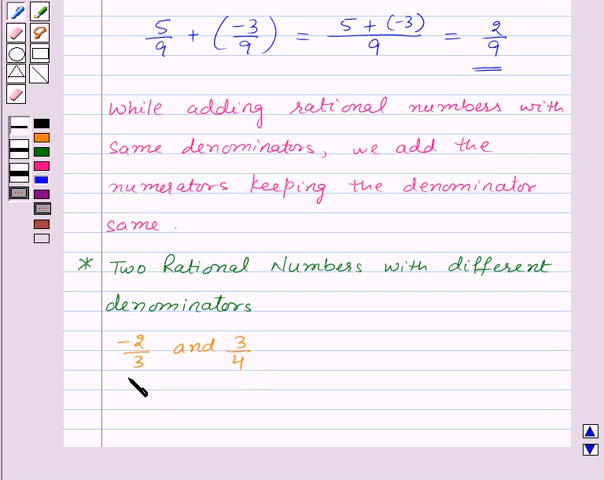 5/9 + (-3/9) = 5 + (-3)/9 = 2/9
While adding rational numbers with
same denominators, we add the
numerators keeping the denominator
same.
* Two Rational Numbers with different
denominators
-2/3 and 3/4